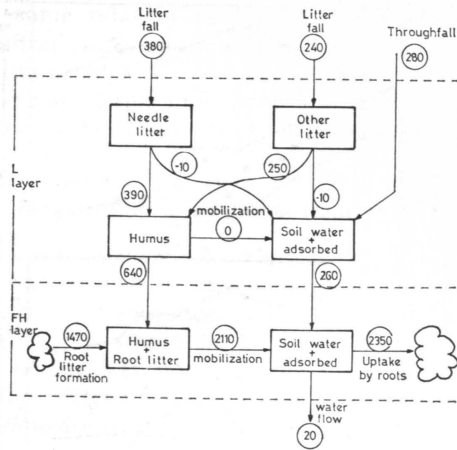 Litter
fall
380
Litter
fall
240
Throughfall
280
Needle
litter
Other
litter
L
layer
-10
250
390
-10
mobilization
0
Humus
Soil water
+
adsorbed
640
260
FH
layer
1470
Root
litter
formation
Humus
+
Root litter
2110
mobilization
Soil water
+
adsorbed
2350
Uptake
by roots
water
flow
20